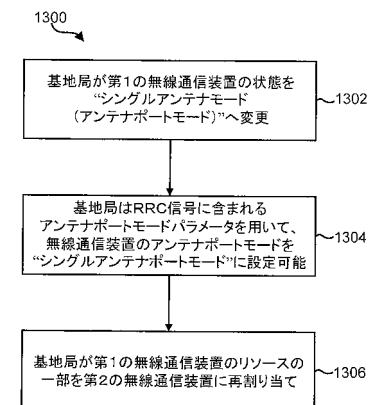 1300
基地局が第1の無線通信装置の状態を
“シングルアンテナモード
(アンテナポートモード)”へ変更
1302
基地局はRRC信号に含まれる
アンテナポートモードパラメータを用いて、
無線通信装置のアンテナポートモードを
“シングルアンテナポートモード”に設定可能
1304
基地局が第1の無線通信装置のリソースの
一部を第2の無線通信装置に再割り当て
1306